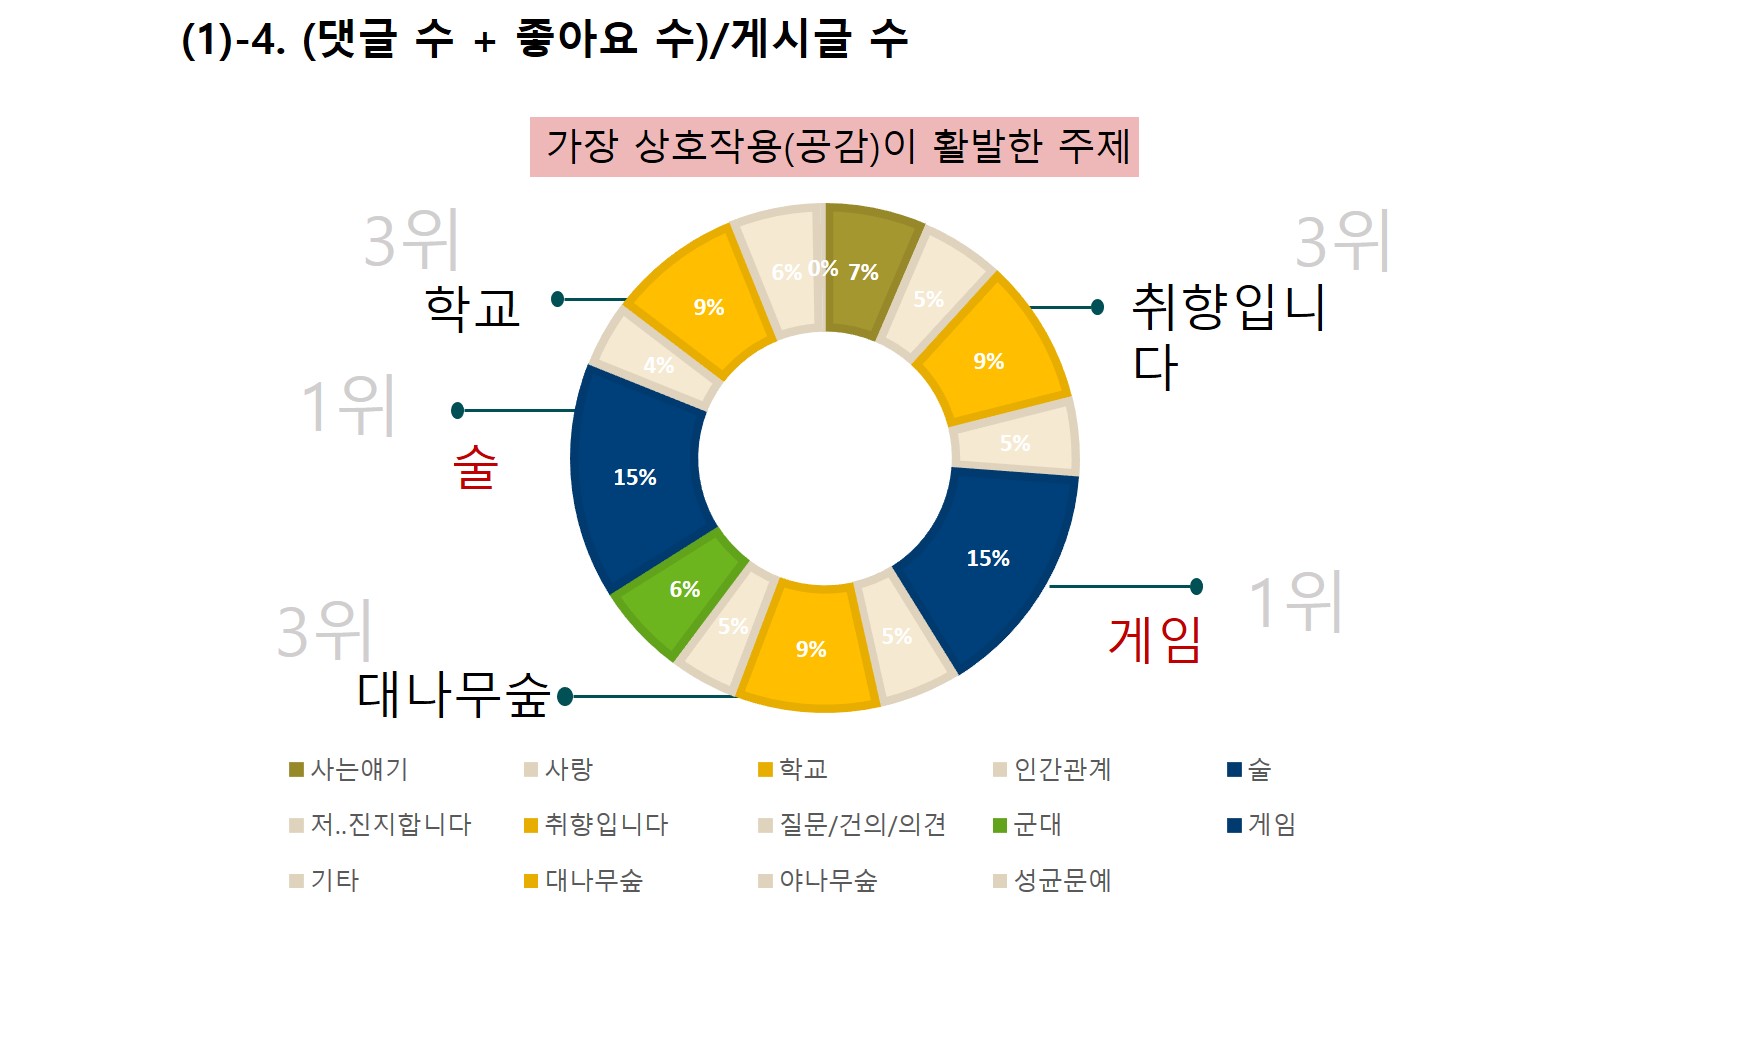 (1)-4. (댓글 수 + 좋아요 수)/게시글 수
가장 상호작용(공감)이 활발한 주제
3위
학교
1위
술
3위
대나무숲
3위
취향입니
다
1위
게임
7%
5%
9%
5%
15%
5%
9%
5%
6%
15%
4%
9%
6%
0%
사는얘기 사랑 학교 인간관계 술
저..진지합니다 취향입니다 질문/건의/의견 군대 게임
기타 대나무숲 야나무숲 성균문예